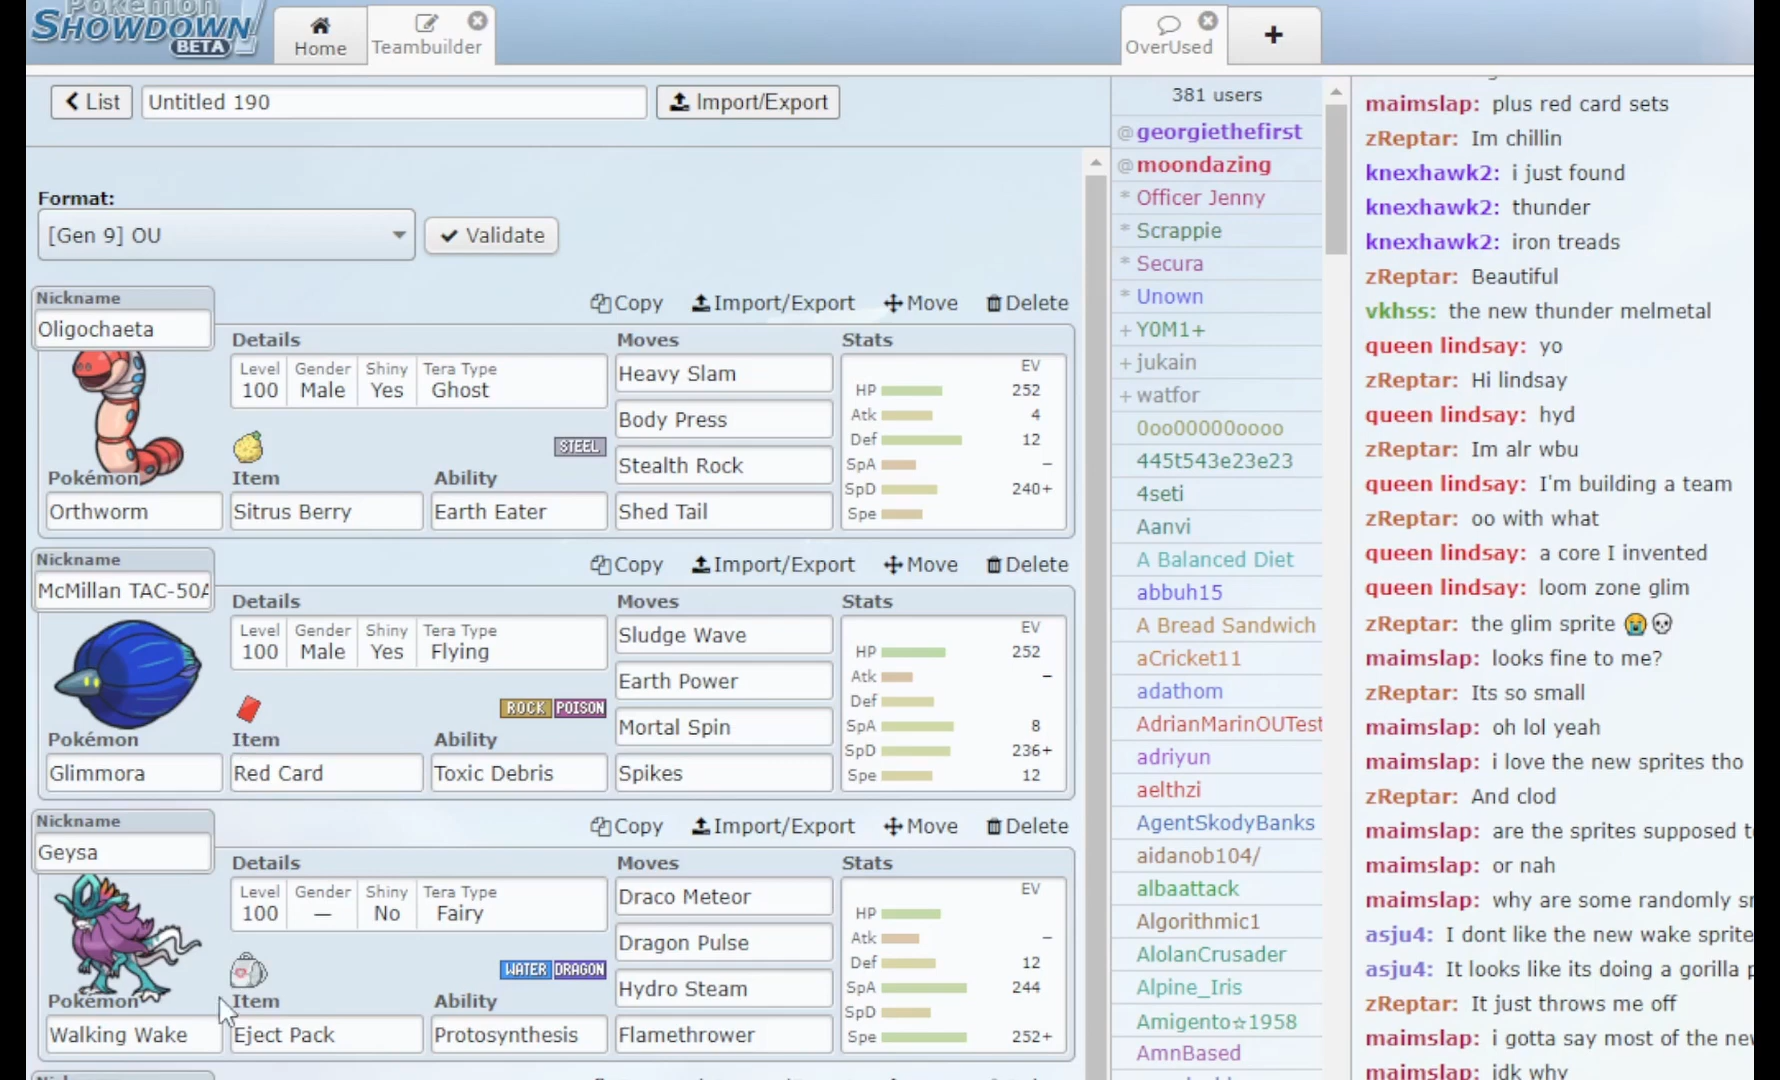 Pokémon
SHOWDOWN!
BETA
Home
Teambuilder
OverUsed
+
List
Untitled 190
Import/Export
Format:
[Gen 9] OU
Validate
Nickname
Oligochaeta
Copy
Import/Export
Move
Delete
Details
Moves
Stats
Level
Gender
Shiny
Tera Type
100
Male
Yes
Ghost
STEEL
Pokémon
Item
Ability
Orthworm
Sitrus Berry
Earth Eater
Heavy Slam
Body Press
Stealth Rock
Shed Tail
EV
HP 252
Atk 4
Def 12
SpA –
SpD 240+
Spe
Nickname
McMillan TAC-50A
Copy
Import/Export
Move
Delete
Details
Moves
Stats
Level
Gender
Shiny
Tera Type
100
Male
Yes
Flying
ROCK POISON
Pokémon
Item
Ability
Glimmora
Red Card
Toxic Debris
Sludge Wave
Earth Power
Mortal Spin
Spikes
EV
HP 252
Atk –
Def
SpA 8
SpD 236+
Spe 12
Nickname
Geysa
Copy
Import/Export
Move
Delete
Details
Moves
Stats
Level
Gender
Shiny
Tera Type
100
—
No
Fairy
WATER DRAGON
Pokémon
Item
Ability
Walking Wake
Eject Pack
Protosynthesis
Draco Meteor
Dragon Pulse
Hydro Steam
Flamethrower
EV
HP
Atk –
Def 12
SpA 244
SpD
Spe 252+
381 users
@georgiethefirst
@moondazing
* Officer Jenny
* Scrappie
* Secura
* Unown
+ Y0M1+
+ jukain
+ watfor
0oo00000oooo
445t543e23e23
4seti
Aanvi
A Balanced Diet
abbuh15
A Bread Sandwich
aCricket11
adathom
AdrianMarinOUTest
adriyun
aelthzi
AgentSkodyBanks
aidanob104/
albaattack
Algorithmic1
AlolanCrusader
Alpine_Iris
Amigento☆1958
AmnBased
maimslap: plus red card sets
zReptar: Im chillin
knexhawk2: i just found
knexhawk2: thunder
knexhawk2: iron treads
zReptar: Beautiful
vkhss: the new thunder melmetal
queen lindsay: yo
zReptar: Hi lindsay
queen lindsay: hyd
zReptar: Im alr wbu
queen lindsay: I'm building a team
zReptar: oo with what
queen lindsay: a core I invented
queen lindsay: loom zone glim
zReptar: the glim sprite 😭💀
maimslap: looks fine to me?
zReptar: Its so small
maimslap: oh lol yeah
maimslap: i love the new sprites tho
zReptar: And clod
maimslap: are the sprites supposed
maimslap: or nah
maimslap: why are some randomly
asju4: I dont like the new wake sprite
asju4: It looks like its doing a gorilla
zReptar: It just throws me off
maimslap: i gotta say most of the
maimslap: idk why